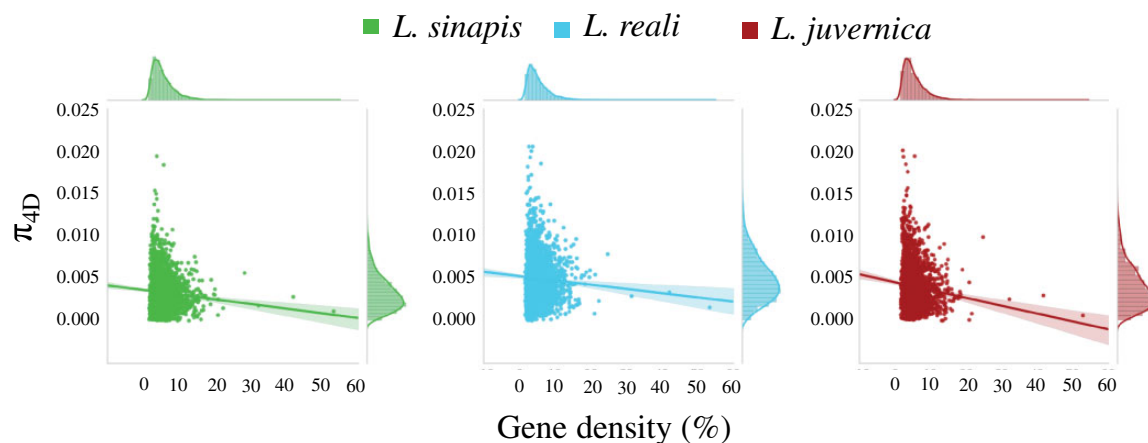 L. sinapis L. reali L. juvernica
0.025 0.025 0.025
0.020 0.020 0.020
0.015 0.015 0.015
π4D
0.010 0.010 0.010
0.005 0.005 0.005
0.000 0.000 0.000
0 10 20 30 40 50 60 0 10 20 30 40 50 60 0 10 20 30 40 50 60
Gene density (%)